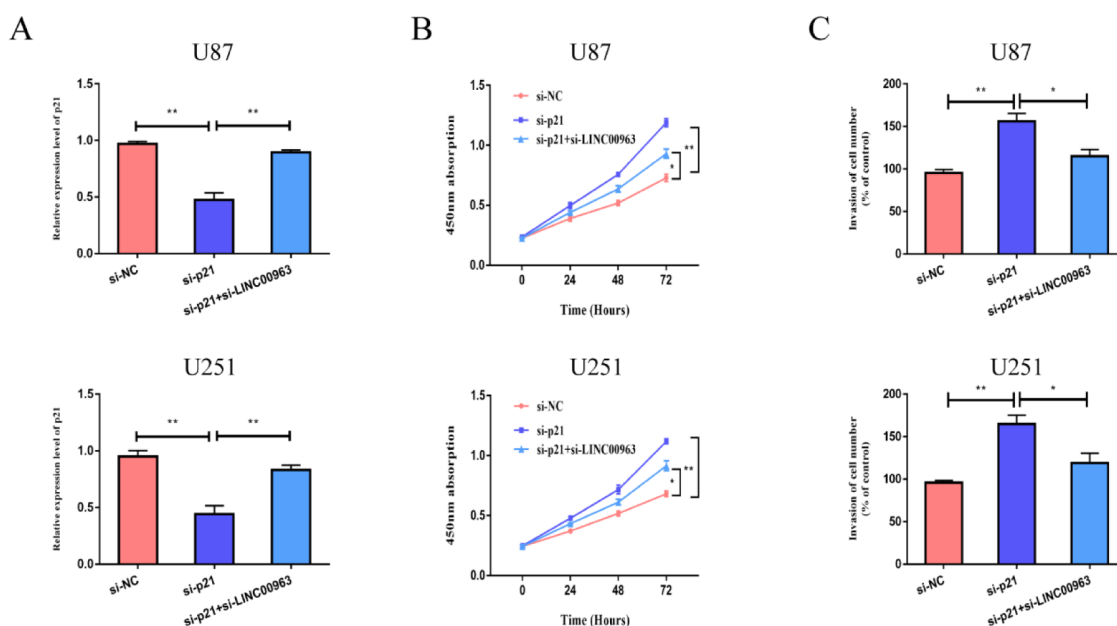 A
U87
Relative expression level of p21
1.5
1.0
0.5
0.0
**
**
si-NC
si-p21
si-p21+si-LINC00963
B
U87
450nm absorption
1.5
1.0
0.5
0.0
si-NC
si-p21
si-p21+si-LINC00963
*
**
0
24
48
72
Time (Hours)
C
U87
Invasion of cell number
(% of control)
200
150
100
50
0
**
*
si-NC
si-p21
si-p21+si-LINC00963
U251
Relative expression level of p21
1.5
1.0
0.5
0.0
**
**
si-NC
si-p21
si-p21+si-LINC00963
U251
450nm absorption
1.5
1.0
0.5
0.0
si-NC
si-p21
si-p21+si-LINC00963
*
**
0
24
48
72
Time (Hours)
U251
Invasion of cell number
(% of control)
200
150
100
50
0
**
*
si-NC
si-p21
si-p21+si-LINC00963